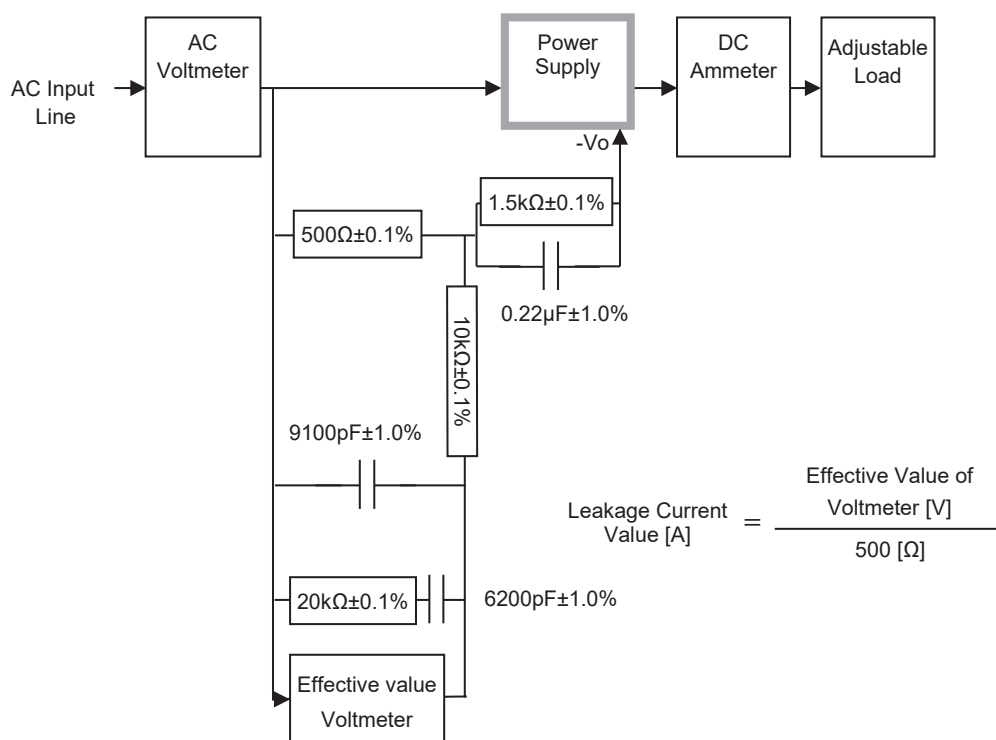 AC
Voltmeter
Power
Supply
DC
Ammeter
Adjustable
Load
AC Input
Line
-Vo
1.5kΩ±0.1%
500Ω±0.1%
0.22μF±1.0%
10kΩ±0.1%
9100pF±1.0%
Leakage Current
Value [A]
=
Effective Value of
Voltmeter [V]
500 [Ω]
20kΩ±0.1%
6200pF±1.0%
Effective value
Voltmeter